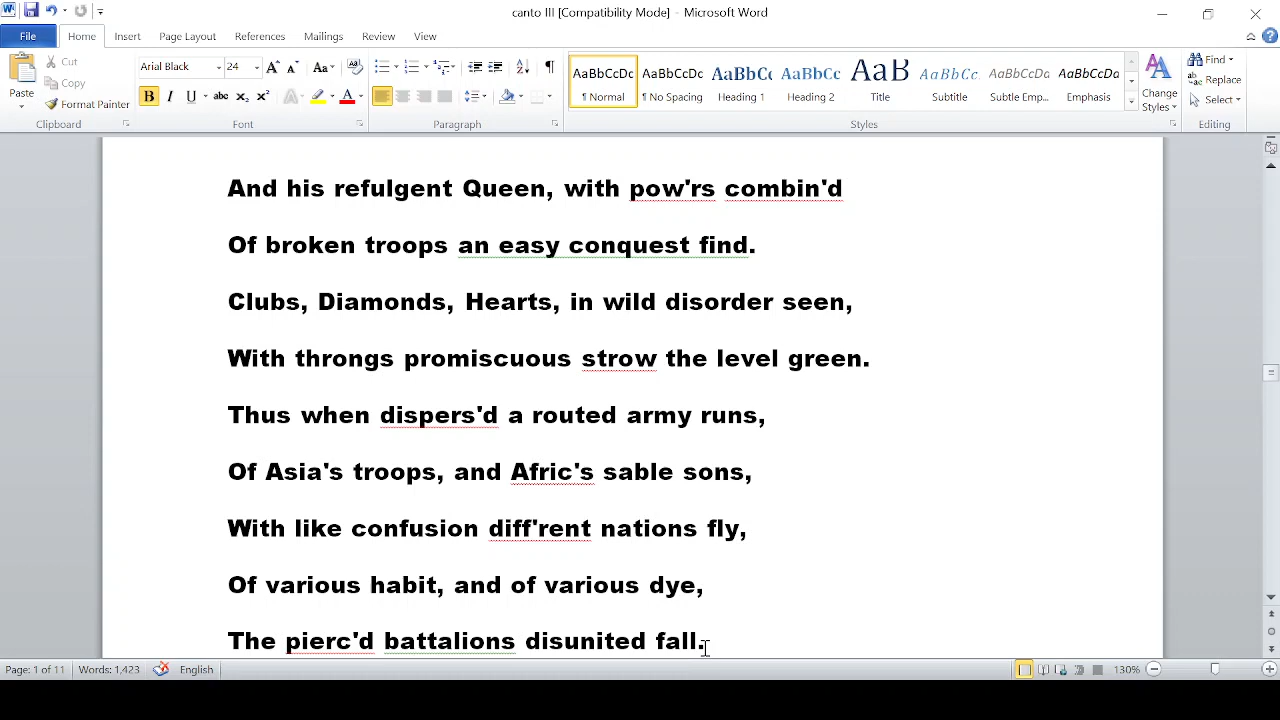 canto III [Compatibility Mode] - Microsoft Word
File Home Insert Page Layout References Mailings Review View
Paste
Cut
Copy
Format Painter
Clipboard
Arial Black 24
Font
Paragraph
AaBbCcDc AaBbCcDc AaBbCc AaBbCc AaB AaBbCc. AaBbCcDc AaBbCcDc
¶ Normal ¶ No Spacing Heading 1 Heading 2 Title Subtitle Subtle Emp... Emphasis
Styles
Change Styles
Find
Replace
Select
Editing
And his refulgent Queen, with pow'rs combin'd
Of broken troops an easy conquest find.
Clubs, Diamonds, Hearts, in wild disorder seen,
With throngs promiscuous strow the level green.
Thus when dispers'd a routed army runs,
Of Asia's troops, and Afric's sable sons,
With like confusion diff'rent nations fly,
Of various habit, and of various dye,
The pierc'd battalions disunited fall.
Page: 1 of 11 Words: 1,423 English 130%